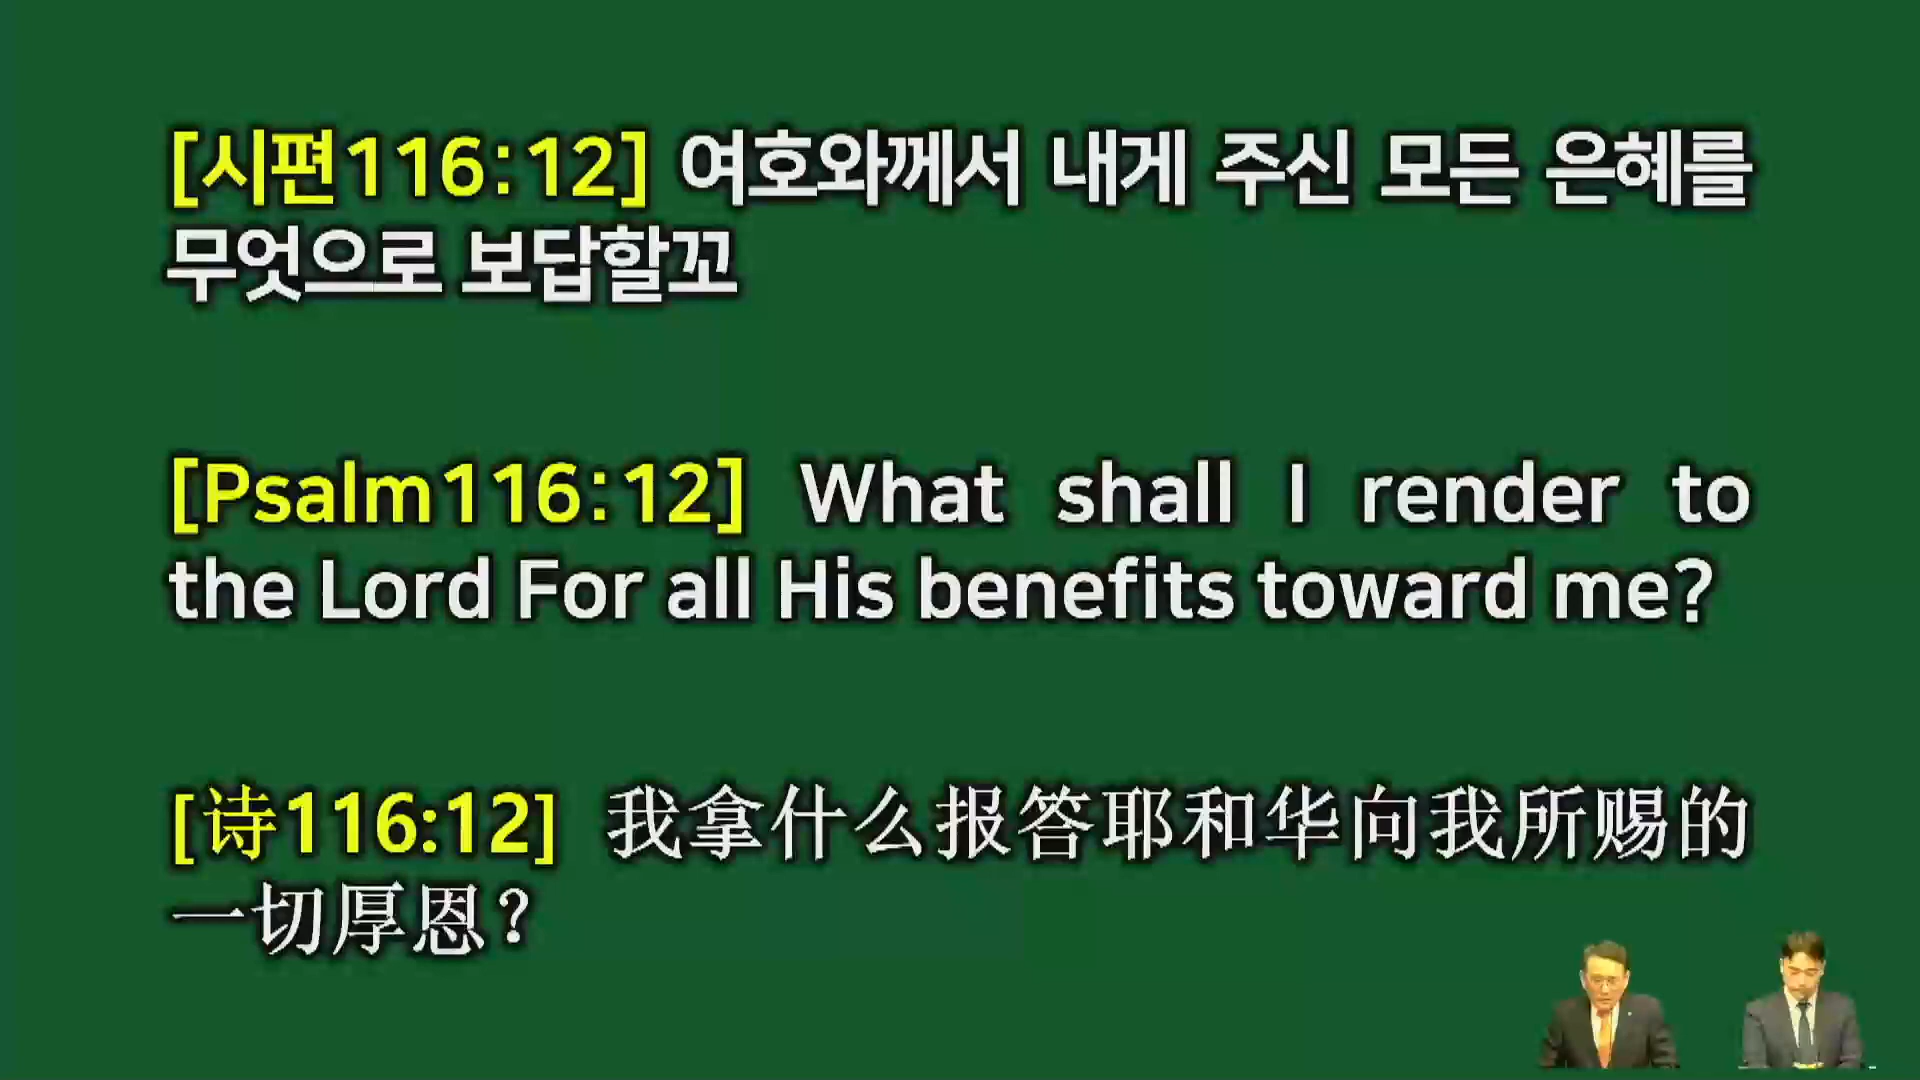 [시편116:12] 여호와께서 내게 주신 모든 은혜를
무엇으로 보답할꼬
[Psalm116:12] What shall I render to
the Lord For all His benefits toward me?
[诗116:12] 我拿什么报答耶和华向我所赐的
一切厚恩?